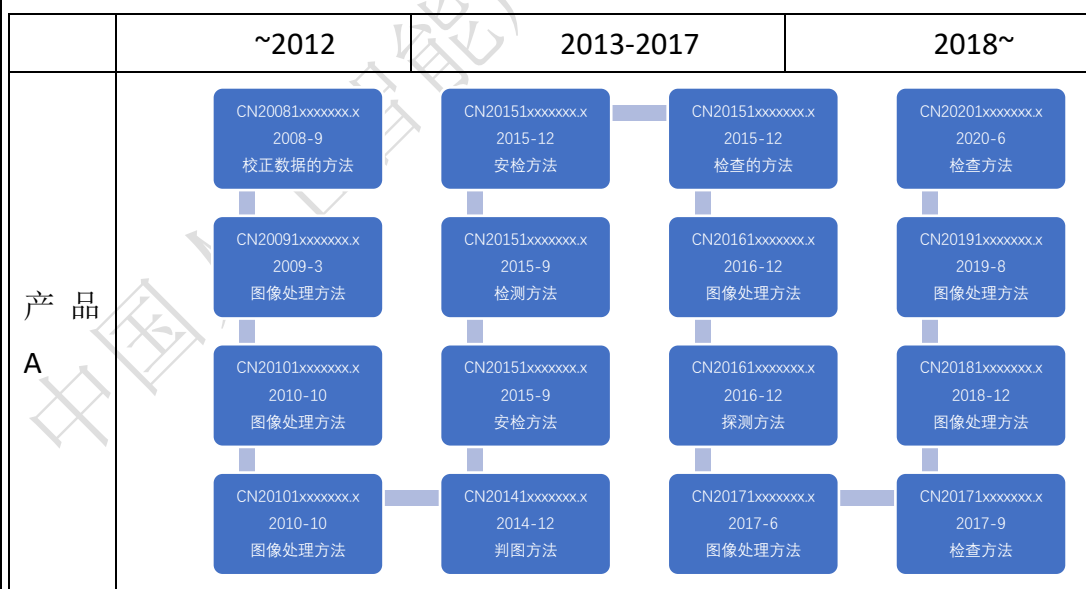 ~2012 2013-2017 2018~
产 品
A
CN20081xxxxxxx.x
2008-9
校正数据的方法
CN20091xxxxxxx.x
2009-3
图像处理方法
CN20101xxxxxxx.x
2010-10
图像处理方法
CN20101xxxxxxx.x
2010-10
图像处理方法
CN20141xxxxxxx.x
2014-12
判图方法
CN20151xxxxxxx.x
2015-9
安检方法
CN20151xxxxxxx.x
2015-9
检测方法
CN20151xxxxxxx.x
2015-12
安检方法
CN20151xxxxxxx.x
2015-12
检查的方法
CN20161xxxxxxx.x
2016-12
图像处理方法
CN20161xxxxxxx.x
2016-12
探测方法
CN20171xxxxxxx.x
2017-6
图像处理方法
CN20171xxxxxxx.x
2017-9
检查方法
CN20181xxxxxxx.x
2018-12
图像处理方法
CN20191xxxxxxx.x
2019-8
图像处理方法
CN20201xxxxxxx.x
2020-6
检查方法
中国
智能